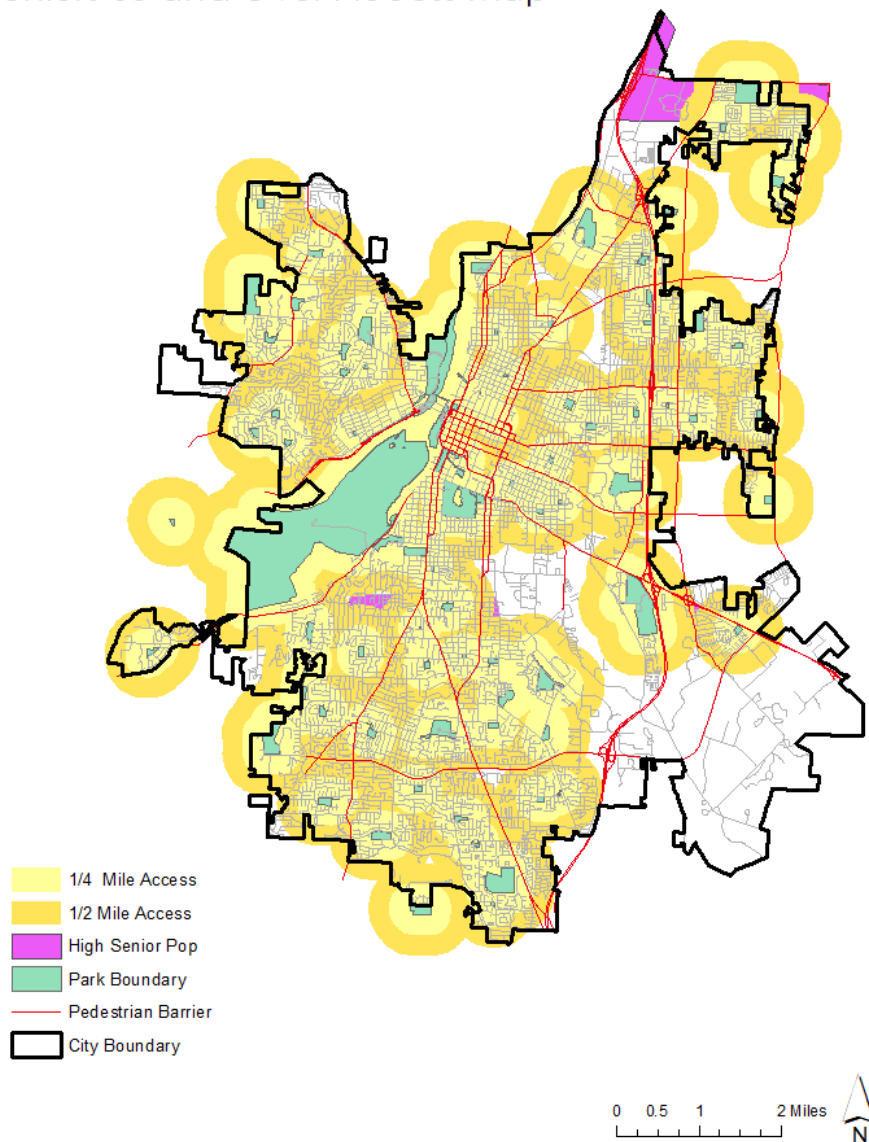 and
1/4 Mile Access
1/2 Mile Access
High Senior Pop
Park Boundary
Pedestrian Barrier
City Boundary
0 0.5 1 2 Miles
N